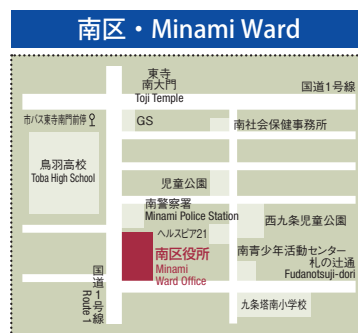 南区・Minami Ward
東寺
南大門
Toji Temple
国道1号線
市バス東寺南門前停
GS
南社会保健事務所
鳥羽高校
Toba High School
児童公園
南警察署
Minami Police Station
ヘルスピア21
西九条児童公園
南区役所
Minami
Ward Office
南青少年活動センター
札の辻通
Fudanotsuji-dori
国道1号線
Route 1
九条塔南小学校